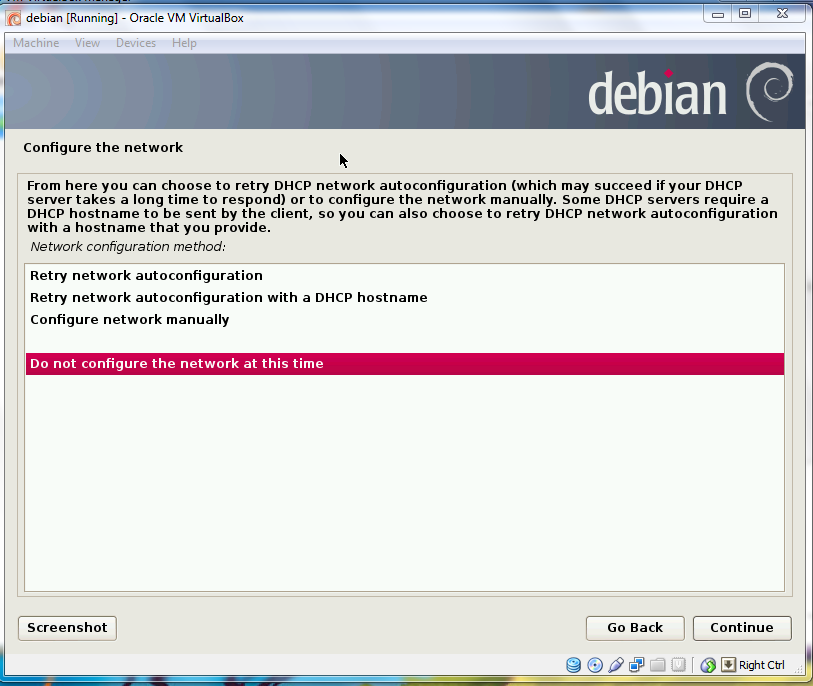 debian [Running] - Oracle VM VirtualBox
Machine View Devices Help
debian
Configure the network
From here you can choose to retry DHCP network autoconfiguration (which may succeed if your DHCP
server takes a long time to respond) or to configure the network manually. Some DHCP servers require a
DHCP hostname to be sent by the client, so you can also choose to retry DHCP network autoconfiguration
with a hostname that you provide.
Network configuration method:
Retry network autoconfiguration
Retry network autoconfiguration with a DHCP hostname
Configure network manually
Do not configure the network at this time
Screenshot
Go Back
Continue
Right Ctrl